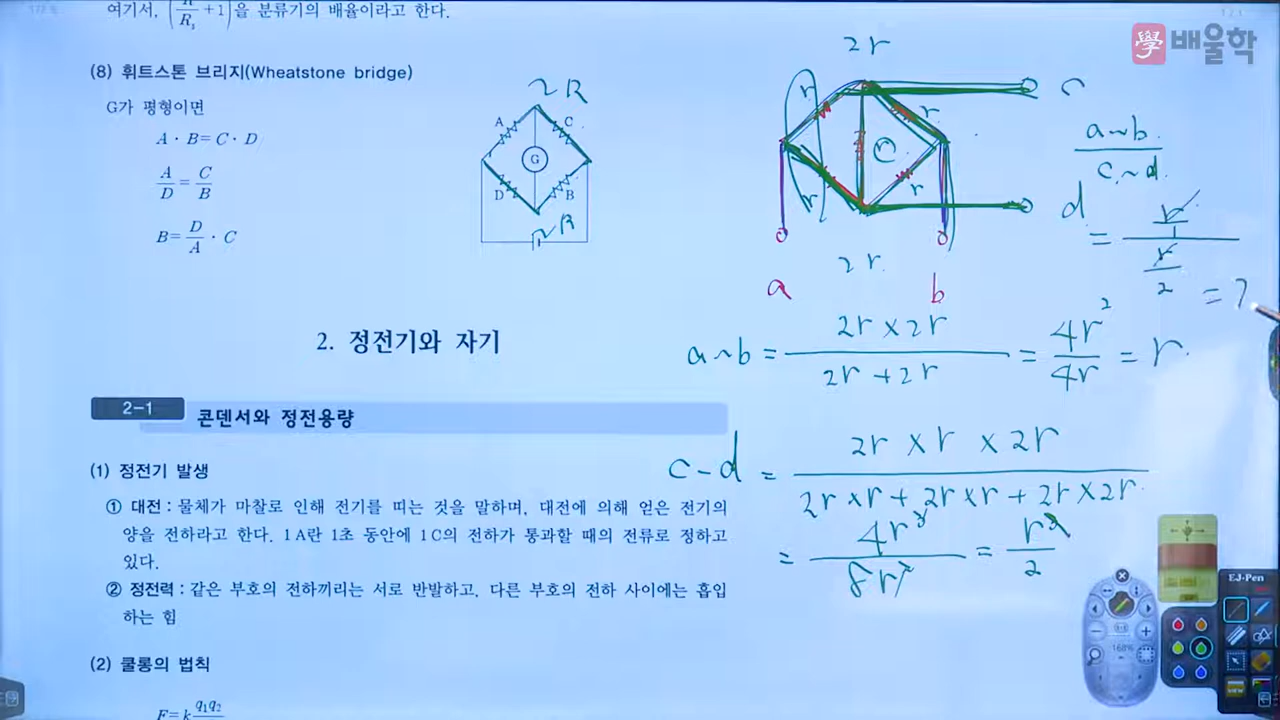 여기서, (R/Rs +1)을 분류기의 배율이라고 한다.
學 배울학
(8) 휘트스톤 브리지(Wheatstone bridge)
G가 평형이면
A · B = C · D
A/D = C/B
B = D/A · C
2R
A
C
G
D
B
2R
2r
r
r
r
r
r
c
d
2r
a
b
a~b / c~d
= r/1 / r/2
= 2
a~b = 2r×2r / 2r+2r = 4r² / 4r = r
c-d = 2r × r × 2r / 2r×r + 2r×r + 2r×2r
= 4r³ / 8r² = r / 2
2. 정전기와 자기
2-1 콘덴서와 정전용량
(1) 정전기 발생
① 대전 : 물체가 마찰로 인해 전기를 띠는 것을 말하며, 대전에 의해 얻은 전기의
양을 전하라고 한다. 1A란 1초 동안에 1C의 전하가 통과할 때의 전류로 정하고
있다.
② 정전력 : 같은 부호의 전하끼리는 서로 반발하고, 다른 부호의 전하 사이에는 흡입
하는 힘
(2) 쿨롱의 법칙
F = k q₁q₂
EJ-Pen
168%
VIEW